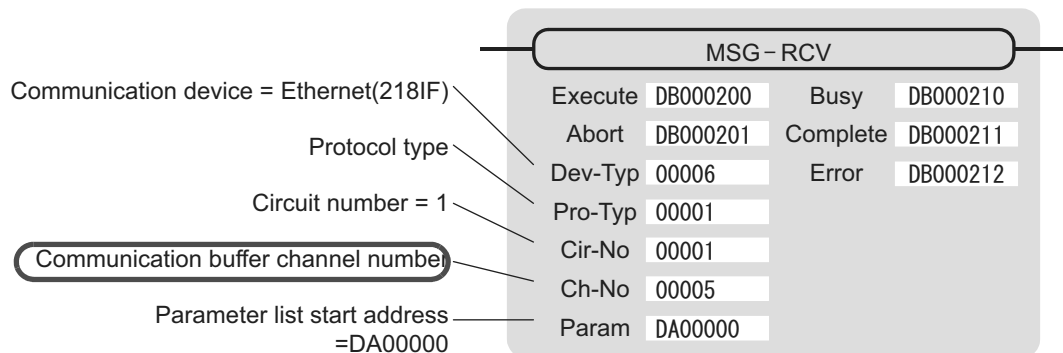 MSG-RCV
Communication device = Ethernet(218IF)
Execute DB000200 Busy DB000210
Protocol type
Abort DB000201 Complete DB000211
Dev-Typ 00006 Error DB000212
Circuit number = 1
Pro-Typ 00001
Communication buffer channel number
Cir-No 00001
Ch-No 00005
Parameter list start address
=DA00000
Param DA00000